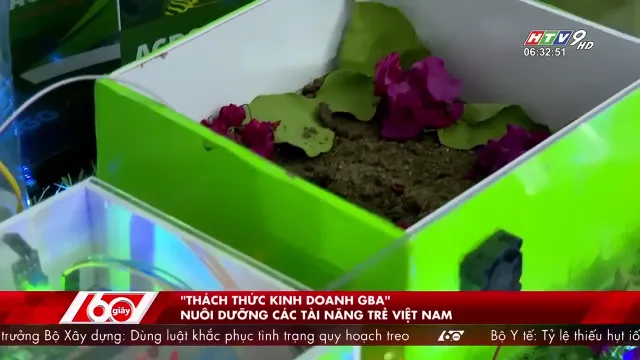 HTV9 HD
06:32:51
"THÁCH THỨC KINH DOANH GBA"
NUÔI DƯỠNG CÁC TÀI NĂNG TRẺ VIỆT NAM
60 giây
trưởng Bộ Xây dựng: Dùng luật khắc phục tình trạng quy hoạch treo 60 giây Bộ Y tế: Tỷ lệ thiếu hụt